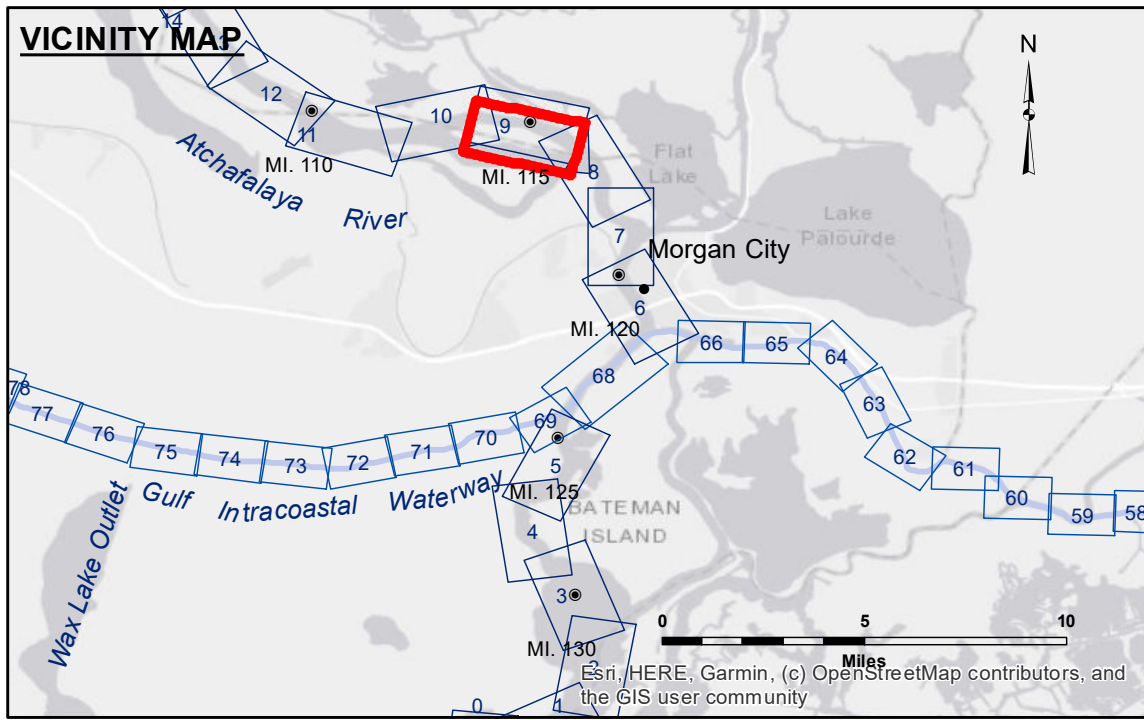 VICINITY MAP
N
14
13
12
11
10
9
8
Atchafalaya River
MI. 110
MI. 115
Flat
Lake
Lake
Palourde
7
Morgan City
6
MI. 120
66
65
64
68
63
78
77
76
75
74
73
72
71
70
69
62
61
60
59
58
5
MI. 125
Gulf Intracoastal Waterway
Wax Lake Outlet
BATEMAN
ISLAND
4
3
MI. 130
2
0
1
0 5 10
Miles
Esri, HERE, Garmin, (c) OpenStreetMap contributors, and
the GIS user community